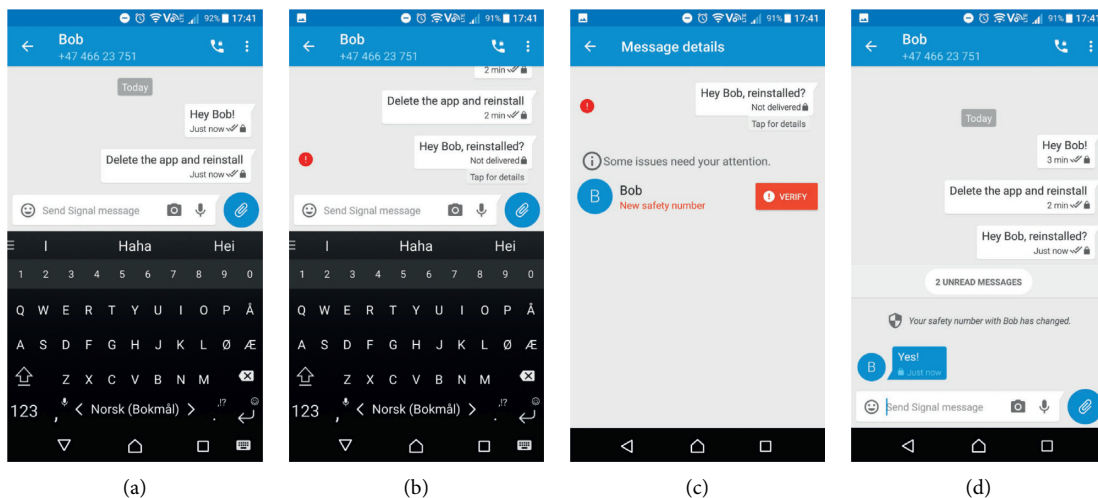 92% 17:41
Bob
+47 466 23 751
Today
Hey Bob!
Just now
Delete the app and reinstall
Just now
Send Signal message
I Haha Hei
1 2 3 4 5 6 7 8 9 0
Q W E R T Y U I O P Å
A S D F G H J K L Ø Æ
Z X C V B N M
123 , < Norsk (Bokmål) > .!?
(a)
91% 17:41
Bob
+47 466 23 751
2 min
Delete the app and reinstall
2 min
Hey Bob, reinstalled?
Not delivered
Tap for details
Send Signal message
I Haha Hei
1 2 3 4 5 6 7 8 9 0
Q W E R T Y U I O P Å
A S D F G H J K L Ø Æ
Z X C V B N M
123 , < Norsk (Bokmål) > .!?
(b)
91% 17:41
Message details
Hey Bob, reinstalled?
Not delivered
Tap for details
Some issues need your attention.
B Bob
New safety number
VERIFY
(c)
91% 17:41
Bob
+47 466 23 751
Today
Hey Bob!
3 min
Delete the app and reinstall
2 min
Hey Bob, reinstalled?
Just now
2 UNREAD MESSAGES
Your safety number with Bob has changed.
B Yes!
Just now
Send Signal message
(d)